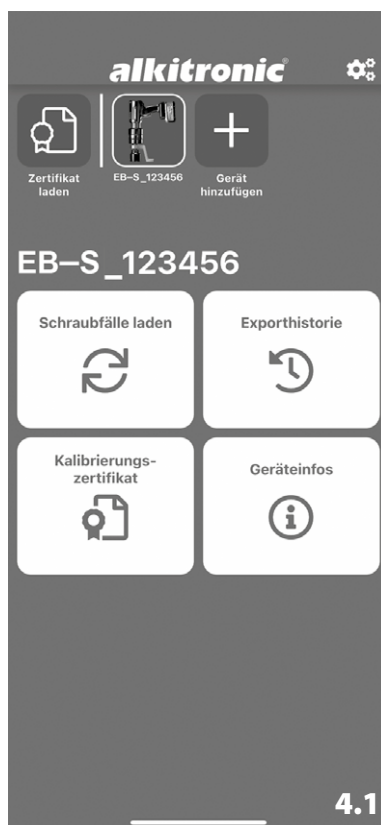 alkitronic®
Zertifikat
laden
EB–S_123456
Gerät
hinzufügen
EB–S_123456
Schraubfälle laden
Exporthistorie
Kalibrierungs-
zertifikat
Geräteinfos
4.1